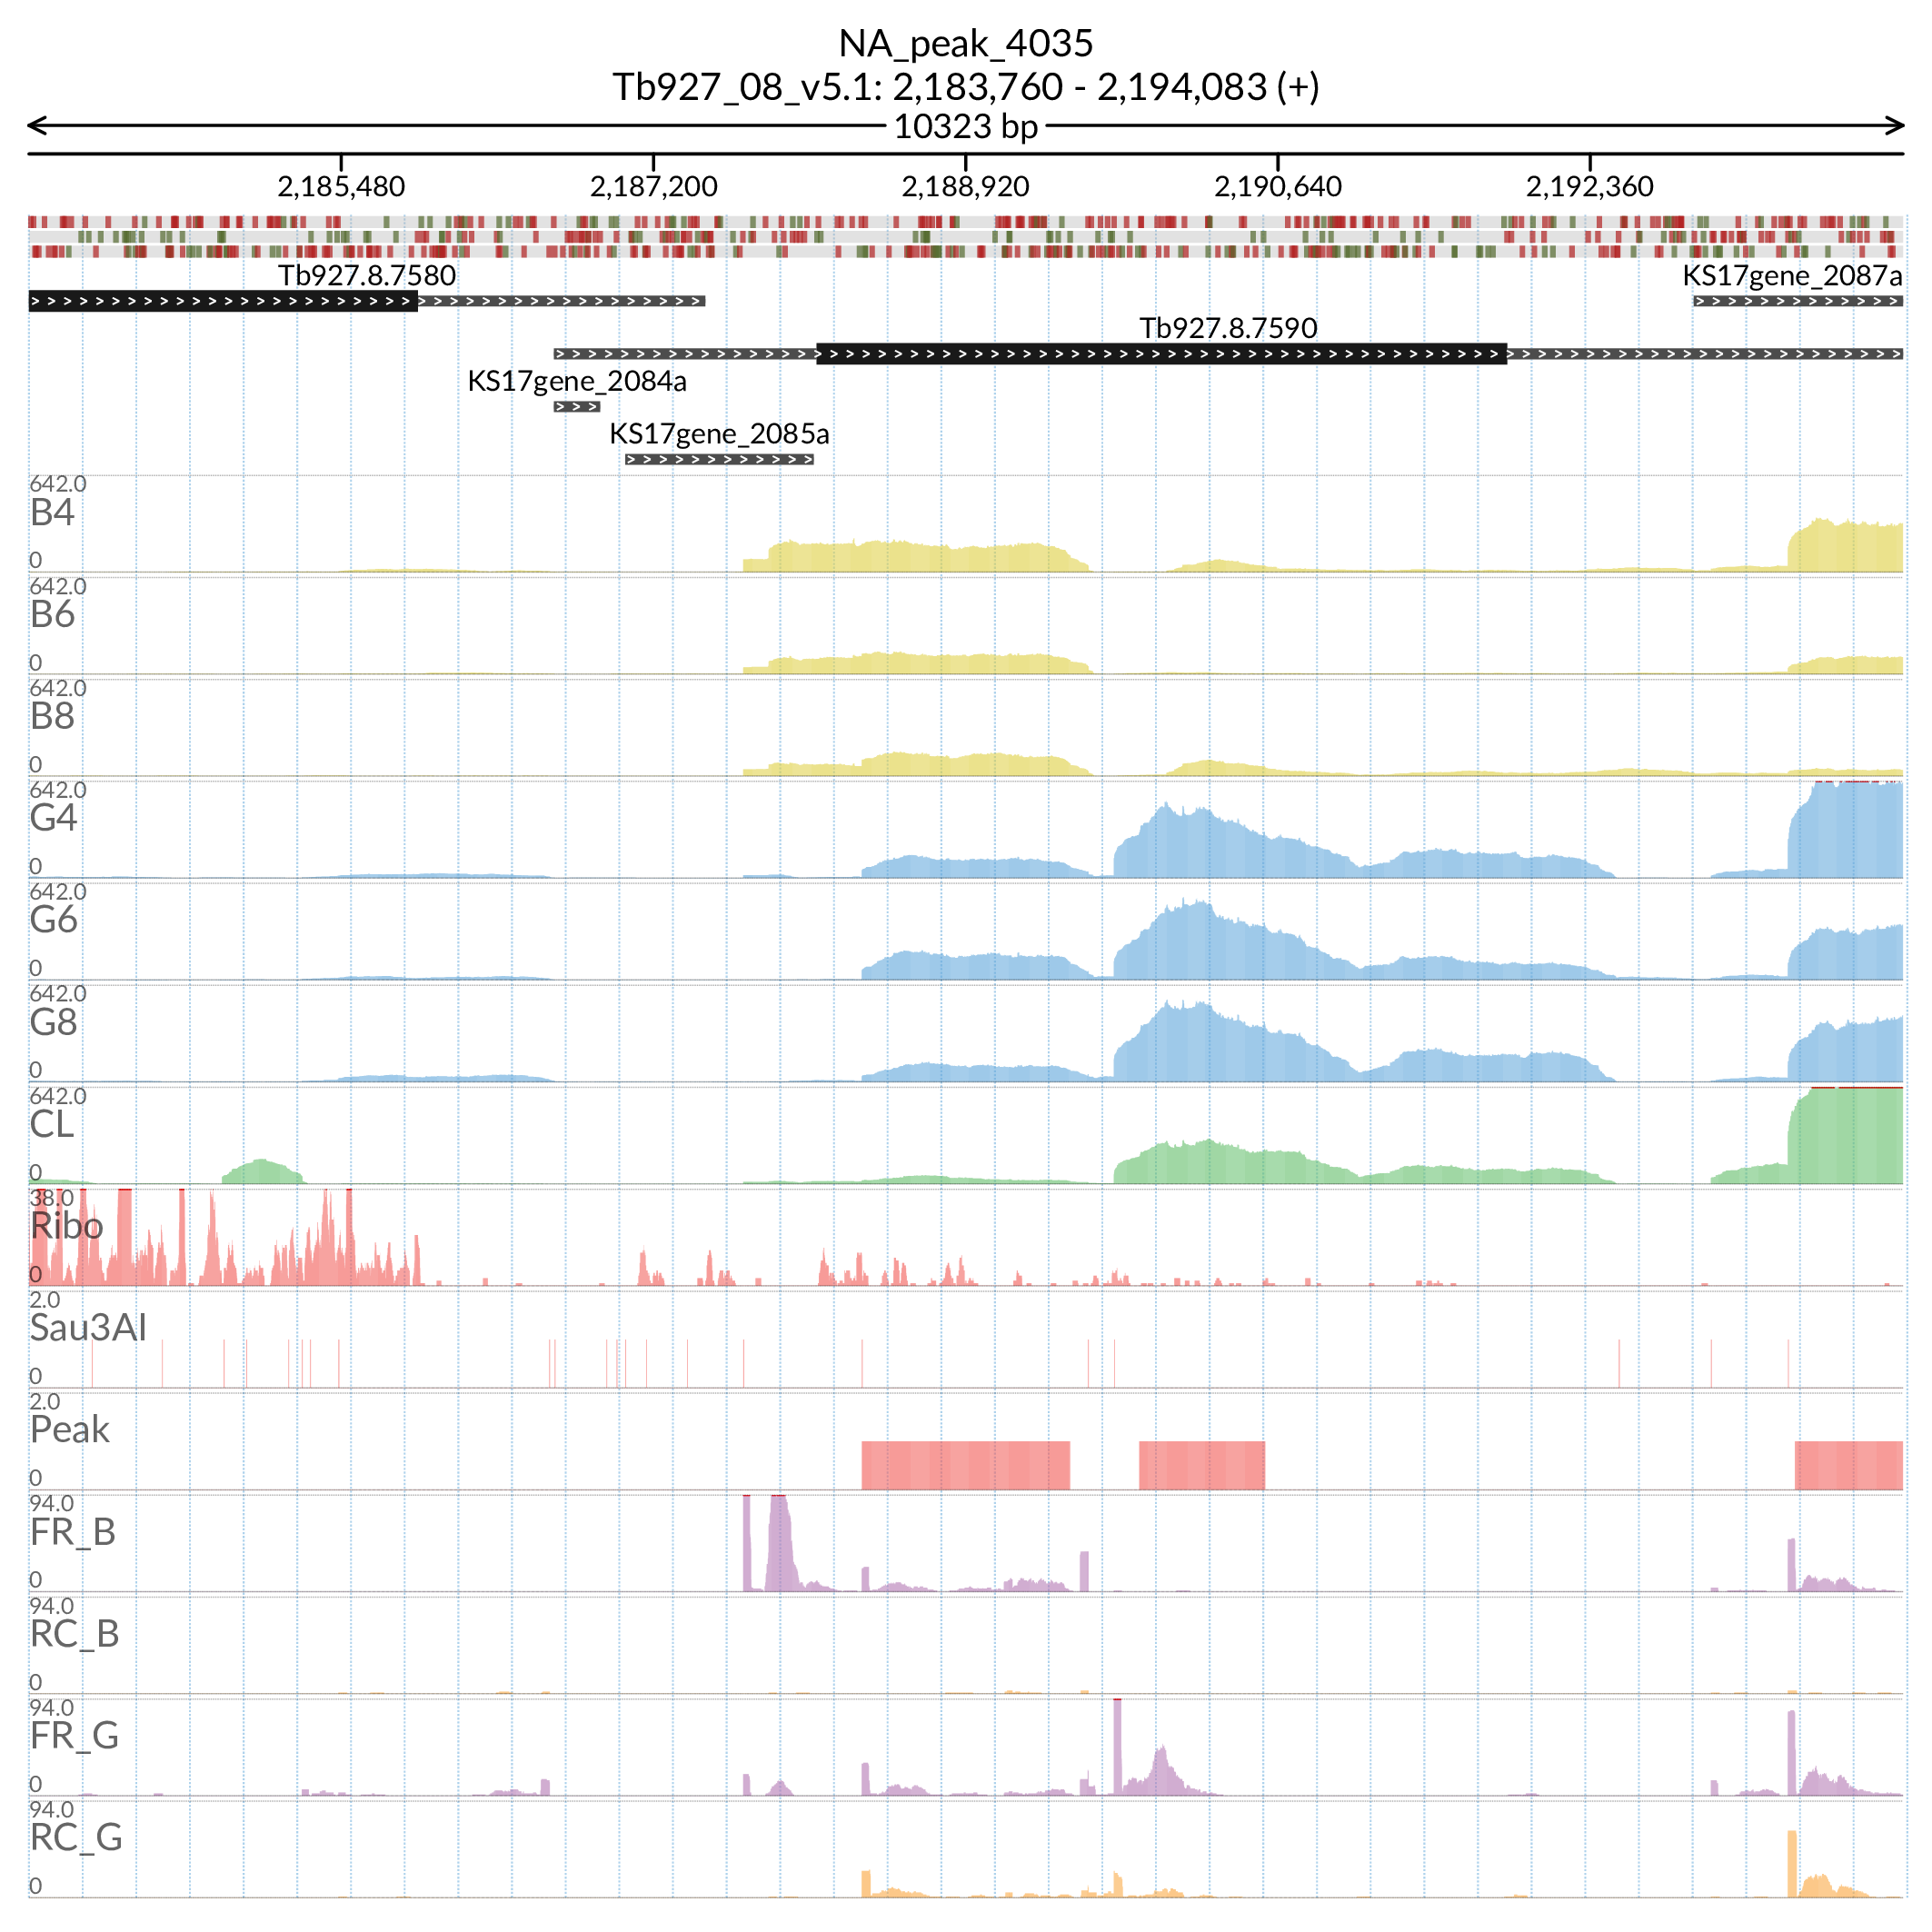 NA_peak_4035
Tb927_08_v5.1: 2,183,760 - 2,194,083 (+)
10323 bp
2,185,480 2,187,200 2,188,920 2,190,640 2,192,360
Tb927.8.7580 KS17gene_2087a
Tb927.8.7590
KS17gene_2084a
KS17gene_2085a
642.0
B4
0
642.0
B6
0
642.0
B8
0
642.0
G4
0
642.0
G6
0
642.0
G8
0
642.0
CL
0
38.0
Ribo
0
2.0
Sau3AI
0
2.0
Peak
0
94.0
FR_B
0
94.0
RC_B
0
94.0
FR_G
0
94.0
RC_G
0